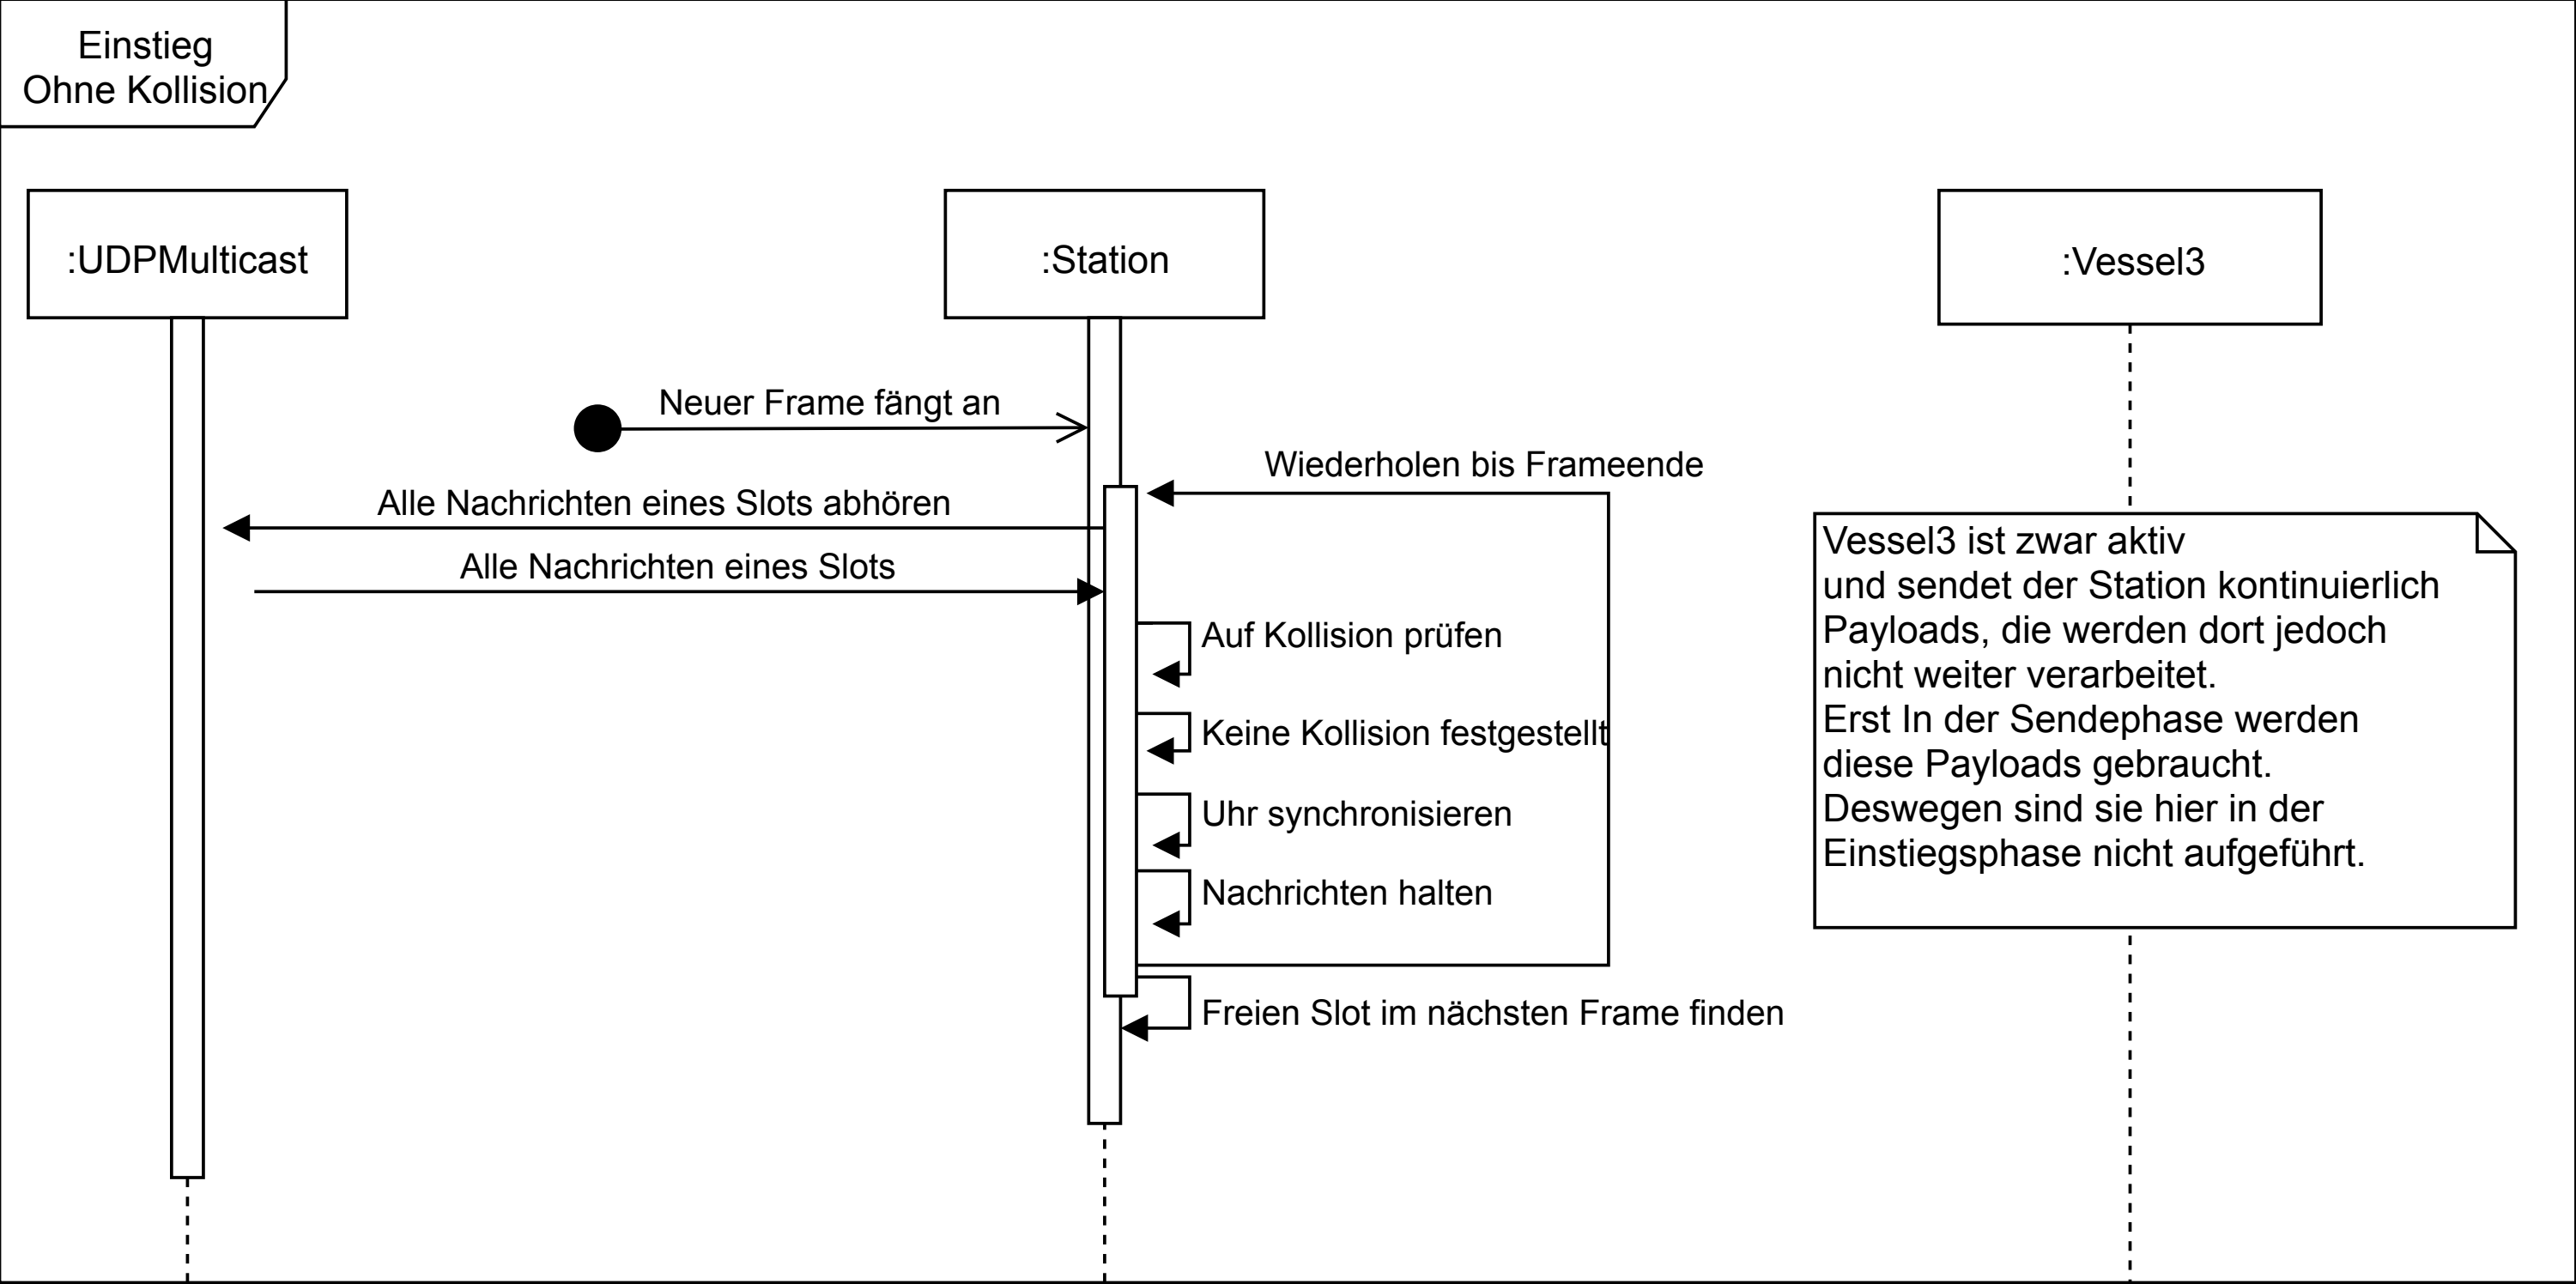 Einstieg
Ohne Kollision
:UDPMulticast
:Station
:Vessel3
Neuer Frame fängt an
Wiederholen bis Frameende
Alle Nachrichten eines Slots abhören
Alle Nachrichten eines Slots
Auf Kollision prüfen
Keine Kollision festgestellt
Uhr synchronisieren
Nachrichten halten
Freien Slot im nächsten Frame finden
Vessel3 ist zwar aktiv
und sendet der Station kontinuierlich
Payloads, die werden dort jedoch
nicht weiter verarbeitet.
Erst In der Sendephase werden
diese Payloads gebraucht.
Deswegen sind sie hier in der
Einstiegsphase nicht aufgeführt.